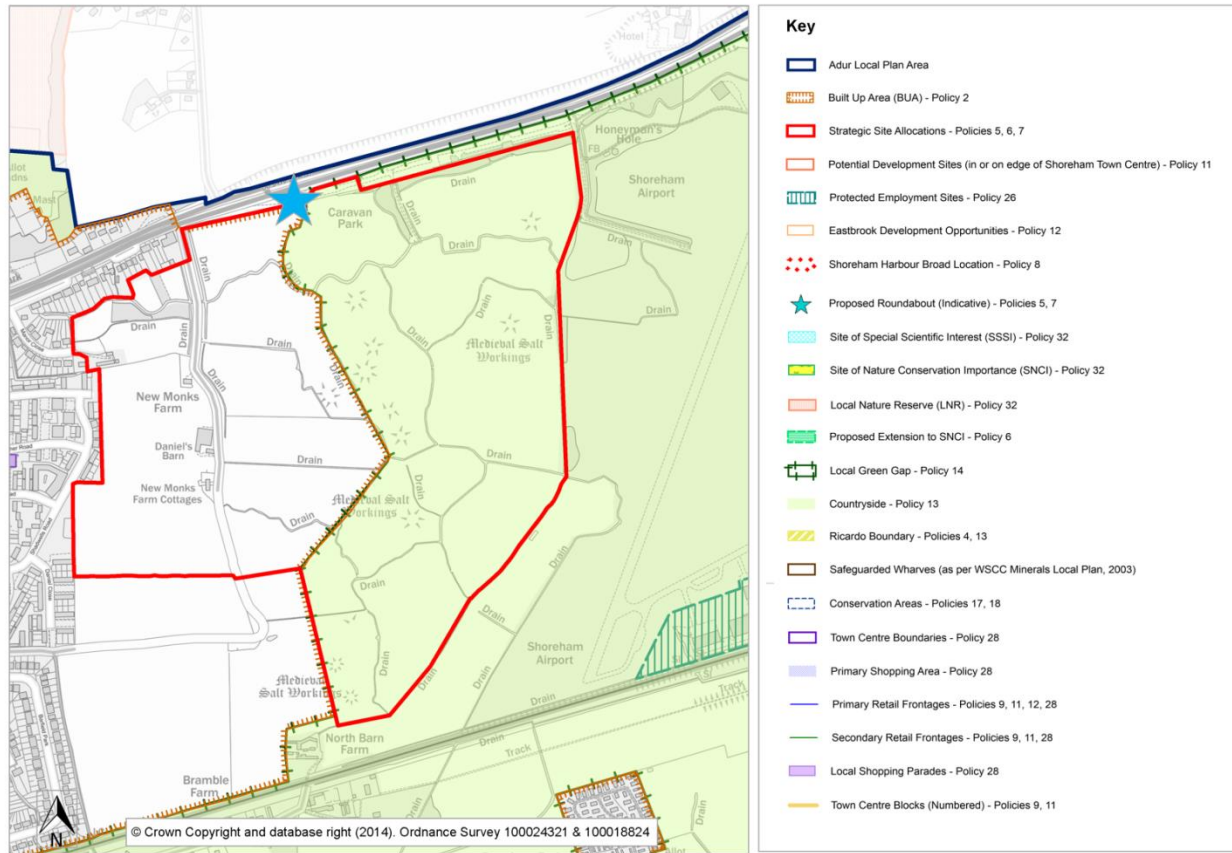 Hotel
Allot
Gdns
Mast
Honeyman's
Hole
FB
Drain
Caravan
Park
Drain
Shoreham
Airport
Drain
Drain
Drain
Drain
Drain
Drain
Drain
Drain
Medieval Salt
Workings
New Monks
Farm
Drain
Daniel's
Barn
Drain
New Monks
Farm Cottages
Drain
Medieval Salt
Workings
Drain
Drain
Drain
Drain
Shoreham
Airport
Drain
Drain
Medieval
Salt Workings
Drain
Track
North Barn
Farm
Drain
Track
Bramble
Farm
Drain
N
© Crown Copyright and database right (2014). Ordnance Survey 100024321 & 100018824
Key
Adur Local Plan Area
Built Up Area (BUA) - Policy 2
Strategic Site Allocations - Policies 5, 6, 7
Potential Development Sites (in or on edge of Shoreham Town Centre) - Policy 11
Protected Employment Sites - Policy 26
Eastbrook Development Opportunities - Policy 12
Shoreham Harbour Broad Location - Policy 8
Proposed Roundabout (Indicative) - Policies 5, 7
Site of Special Scientific Interest (SSSI) - Policy 32
Site of Nature Conservation Importance (SNCI) - Policy 32
Local Nature Reserve (LNR) - Policy 32
Proposed Extension to SNCI - Policy 6
Local Green Gap - Policy 14
Countryside - Policy 13
Ricardo Boundary - Policies 4, 13
Safeguarded Wharves (as per WSCC Minerals Local Plan, 2003)
Conservation Areas - Policies 17, 18
Town Centre Boundaries - Policy 28
Primary Shopping Area - Policy 28
Primary Retail Frontages - Policies 9, 11, 12, 28
Secondary Retail Frontages - Policies 9, 11, 28
Local Shopping Parades - Policy 28
Town Centre Blocks (Numbered) - Policies 9, 11